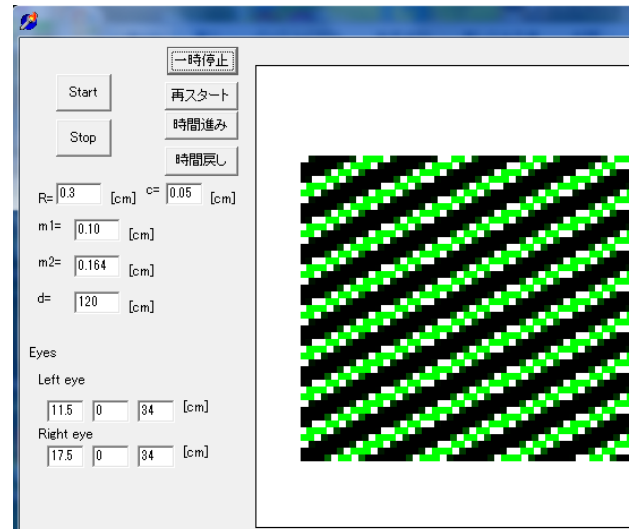 一時停止
Start
再スタート
Stop
時間進み
時間戻し
R= 0.3 [cm] c= 0.05 [cm]
m1= 0.10 [cm]
m2= 0.164 [cm]
d= 120 [cm]
Eyes
Left eye
11.5 0 34 [cm]
Right eye
17.5 0 34 [cm]